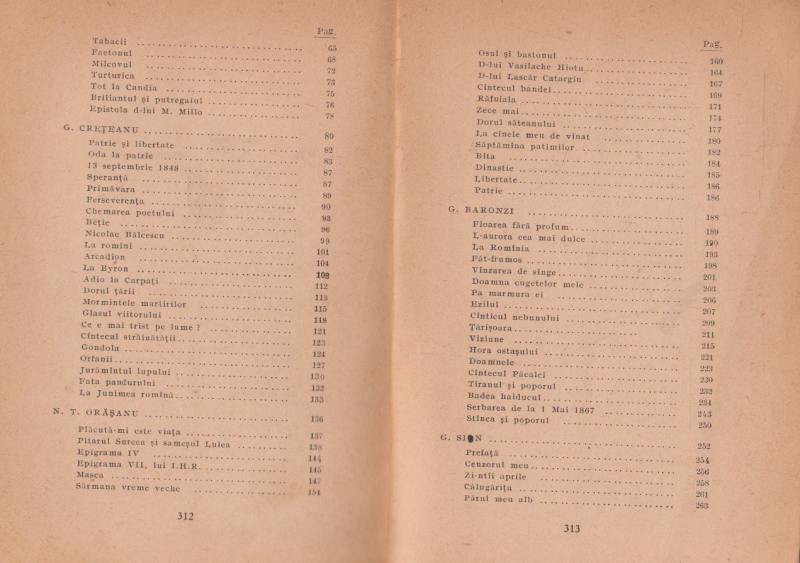 Pag.
Tabacii 65
Factonul 68
Milcovul 72
Turturica 73
Tot la Candia 75
Briliantul și putregaiul 76
Epistola d-lui M. Millo 78
G. CREȚEANU 80
Patrie și libertate 82
Oda la patrie 83
13 septembrie 1848 87
Speranță 87
Primăvara 89
Perseverența 90
Chemarea poetului 93
Beție 96
Nicolae Bălcescu 99
La romîni 101
Arcadion 104
La Byron 108
Adio la Carpați 112
Dorul țării 113
Mormintele martirilor 115
Glasul viitorului 118
Ce e mai trist pe lume? 121
Cîntecul străinătății 123
Gondola 124
Orfanii 127
Jurămîntul lupului 130
Fata pandurului 132
La Junimea romînă 133
N. T. ORĂȘANU 136
Plăcută-mi este viața 137
Pitarul Surcea și sameșul Lulea 138
Epigrama IV 144
Epigrama VII, lui I.H.R. 145
Masca 147
Sărmana vreme veche 154
312
Pag.
Osul și bastonul 160
D-lui Vasilache Hiotu 164
D-lui Lascăr Catargiu 167
Cîntecul bandei 169
Răfuiala 171
Zece mai 174
Dorul săteanului 177
La cînele meu de vînat 180
Săptămîna patimilor 182
Bita 184
Dinastie 185
Libertate 186
Patrie 186
G. BARONZI 188
Floarea fără profum 189
L-aurora cea mai dulce 190
La Romînia 193
Făt-frumos 198
Vînzarea de sînge 201
Doamna cugetelor mele 203
Pa marmura ei 206
Ezilul 207
Cînticul nebunului 209
Țărișoara 211
Viziune 215
Hora ostașului 221
Doamnele 223
Cîntecul Păcalei 230
Tiranul și poporul 232
Badea haiducul 234
Serbarea de la 1 Mai 1867 243
Stînca și poporul 250
G. SION 252
Prefață 254
Cenzorul meu 256
Zi-ntîi aprile 258
Călugărița 261
Părul meu alb 263
313